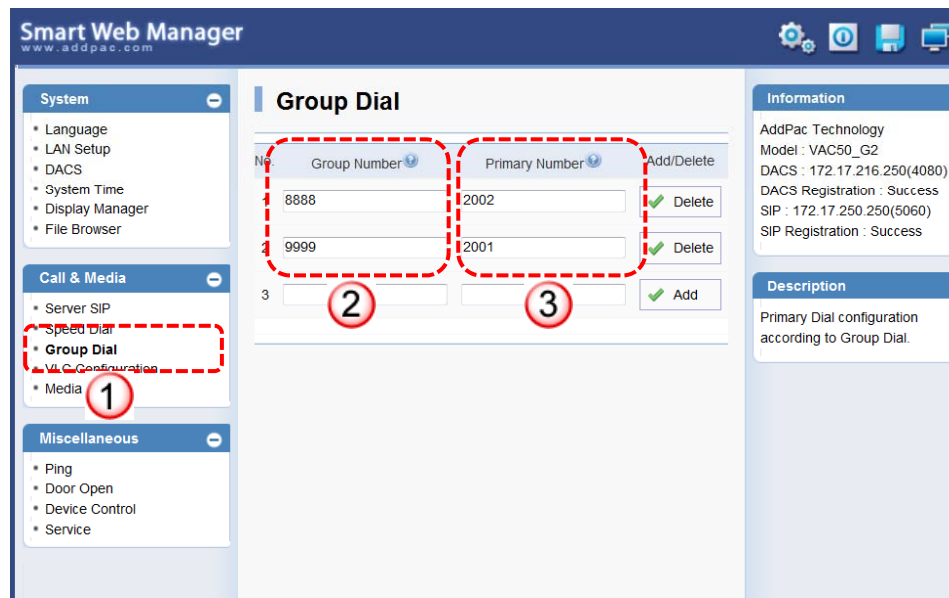 Smart Web Manager
www.addpac.com
System
Language
LAN Setup
DACS
System Time
Display Manager
File Browser
Call & Media
Server SIP
Speed Dial
Group Dial
VLC Configuration
Media
1
Miscellaneous
Ping
Door Open
Device Control
Service
Group Dial
No. Group Number Primary Number Add/Delete
1 8888 2002 Delete
2 9999 2001 Delete
3 Add
2 3
Information
AddPac Technology
Model : VAC50_G2
DACS : 172.17.216.250(4080)
DACS Registration : Success
SIP : 172.17.250.250(5060)
SIP Registration : Success
Description
Primary Dial configuration
according to Group Dial.